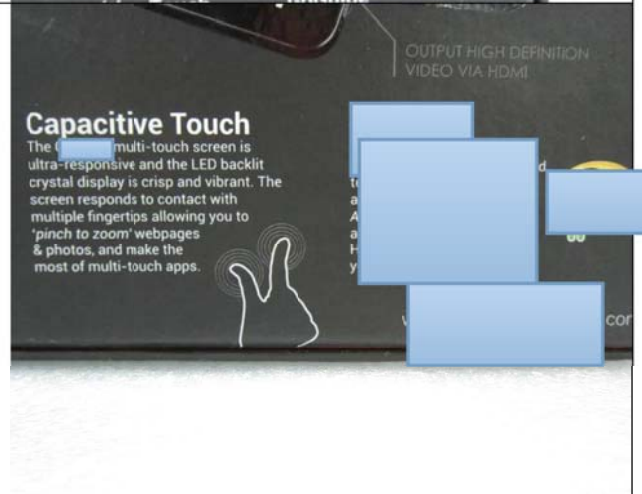 OUTPUT HIGH DEFINITION
VIDEO VIA HDMI
Capacitive Touch
The multi-touch screen is
ultra-responsive and the LED backlit
crystal display is crisp and vibrant. The
screen responds to contact with
multiple fingertips allowing you to
'pinch to zoom' webpages
& photos, and make the
most of multi-touch apps.